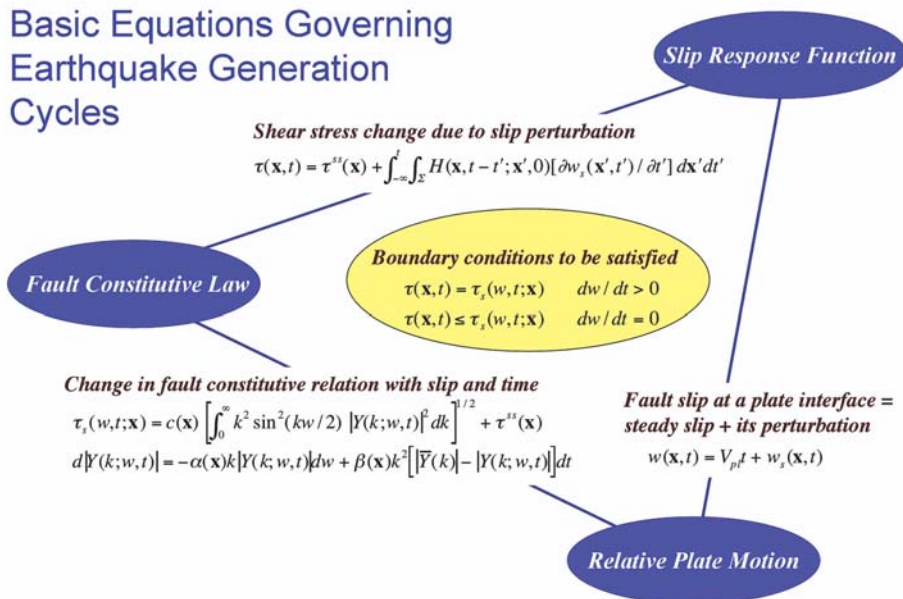 Basic Equations Governing
Earthquake Generation
Cycles
Slip Response Function
Shear stress change due to slip perturbation
τ(x,t) = τ^{ss}(x) + ∫_{-∞}^{t} ∫_Σ H(x,t − t′;x′,0)[∂w_s(x′,t′)/∂t′] dx′dt′
Fault Constitutive Law
Boundary conditions to be satisfied
τ(x,t) = τ_s(w,t;x) dw/dt > 0
τ(x,t) ≤ τ_s(w,t;x) dw/dt = 0
Change in fault constitutive relation with slip and time
τ_s(w,t;x) = c(x) [∫_0^∞ k² sin²(kw/2) |Y(k;w,t)|² dk]^{1/2} + τ^{ss}(x)
d|Y(k;w,t)| = −α(x)k|Y(k;w,t)|dw + β(x)k²[|Y̅(k)| − |Y(k;w,t)|]dt
Fault slip at a plate interface =
steady slip + its perturbation
w(x,t) = V_{pl}t + w_s(x,t)
Relative Plate Motion